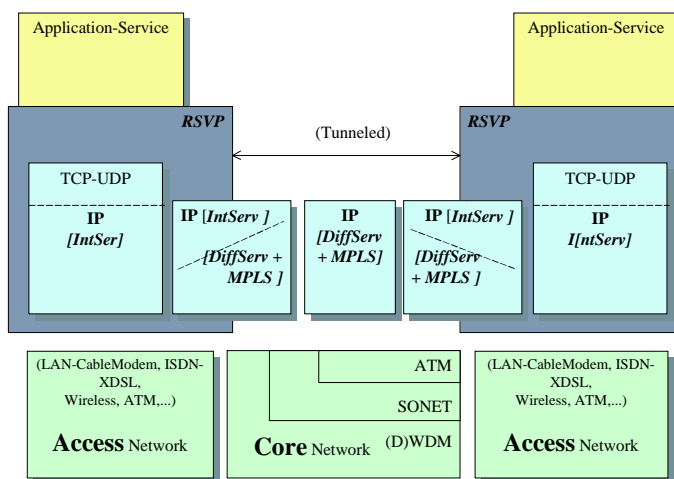 Application-Service
Application-Service
RSVP
(Tunneled)
RSVP
TCP-UDP
IP
[IntSer]
IP [IntServ ]
[DiffServ +
MPLS ]
IP
[DiffServ
+ MPLS]
IP [IntServ ]
[DiffServ
+ MPLS ]
TCP-UDP
IP
I[ntServ]
(LAN-CableModem, ISDN-
XDSL,
Wireless, ATM,...)
Access Network
ATM
SONET
(D)WDM
Core Network
(LAN-CableModem, ISDN-
XDSL,
Wireless, ATM,...)
Access Network